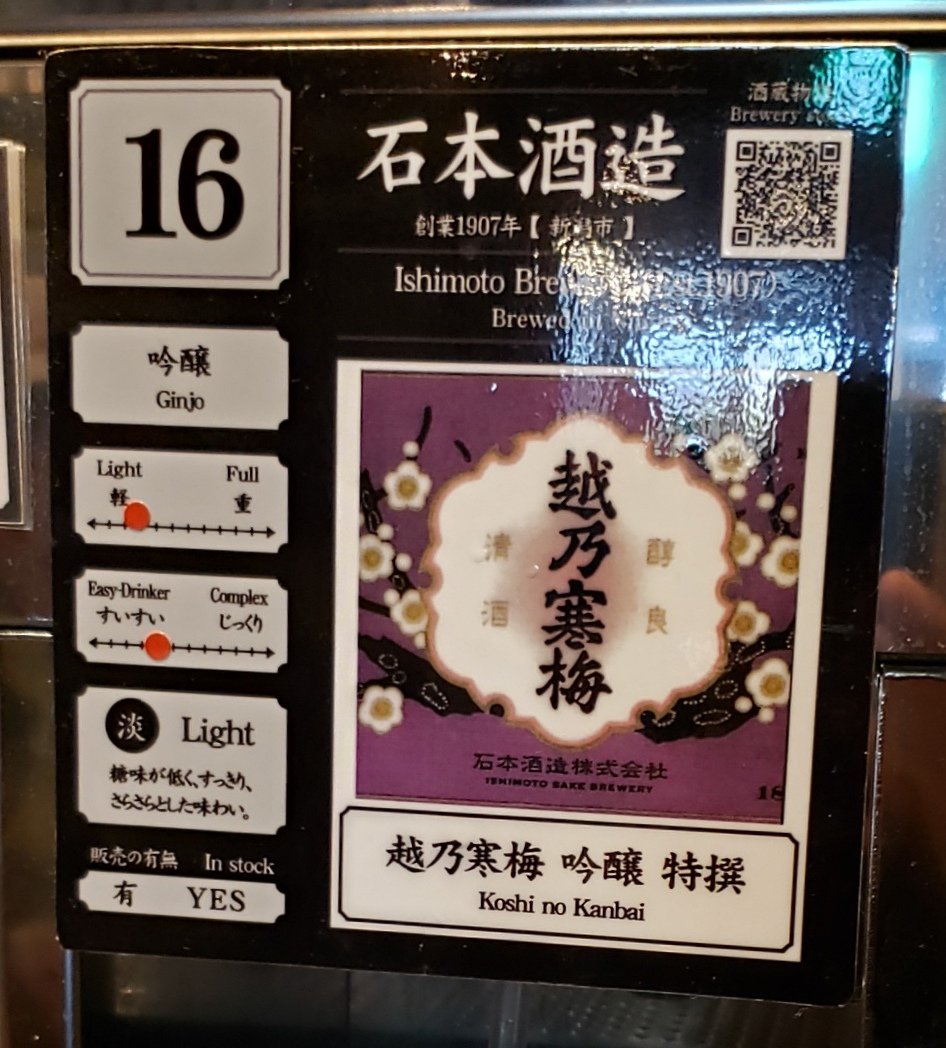 16
吟醸
Ginjo
Light Full
軽 重
Easy-Drinker Complex
すいすい じっくり
淡 Light
糖味が低く、すっきり、
さらさらとした味わい。
販売の有無 In stock
有 YES
石本酒造
創業1907年【 新潟市 】
Ishimoto 1907)
Brewed
酒蔵物
Brewery
越乃寒梅
清酒
醇良
石本酒造株式会社
ISHIMOTO SAKE BREWERY
18
越乃寒梅 吟醸 特撰
Koshi no Kanbai